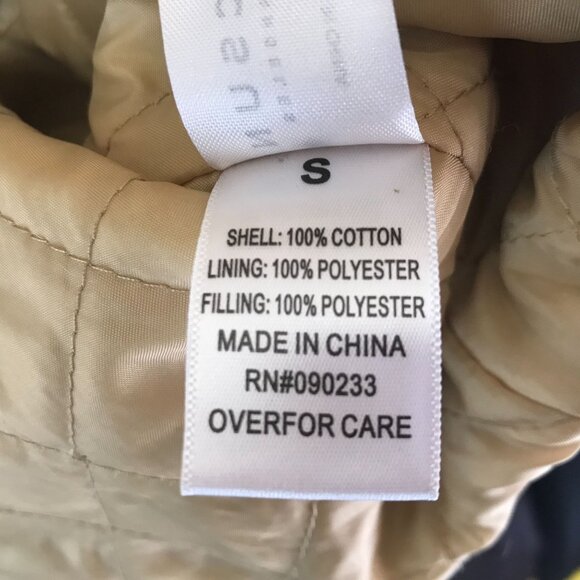 S
SHELL: 100% COTTON
LINING: 100% POLYESTER
FILLING: 100% POLYESTER
MADE IN CHINA
RN#090233
OVERFOR CARE